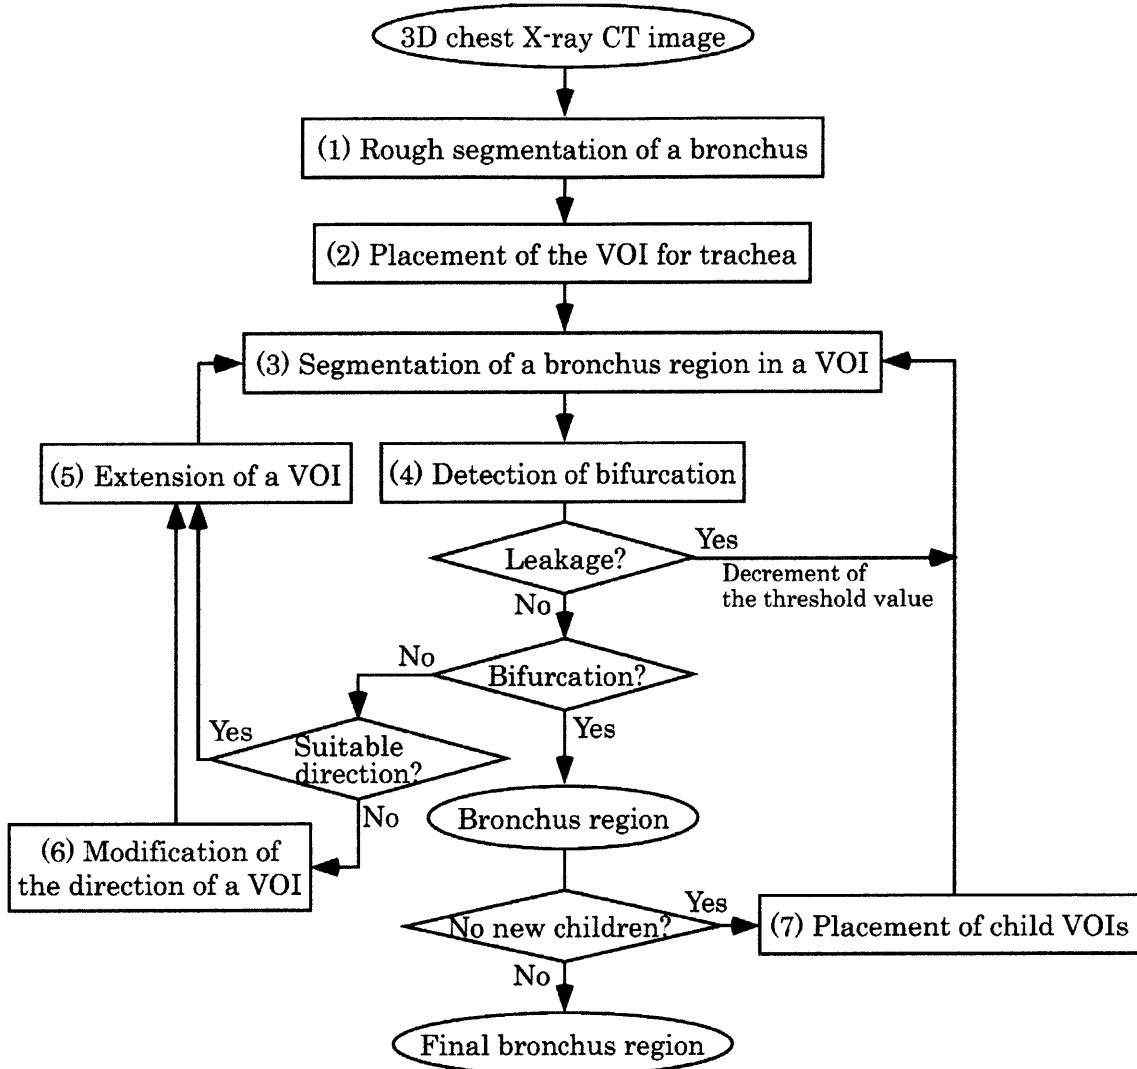 3D chest X-ray CT image
(1) Rough segmentation of a bronchus
(2) Placement of the VOI for trachea
(3) Segmentation of a bronchus region in a VOI
(5) Extension of a VOI
(4) Detection of bifurcation
Leakage?
Yes
Decrement of
the threshold value
No
Bifurcation?
No
Yes
Suitable
direction?
Yes
No
(6) Modification of
the direction of a VOI
Bronchus region
No new children?
Yes
(7) Placement of child VOIs
No
Final bronchus region